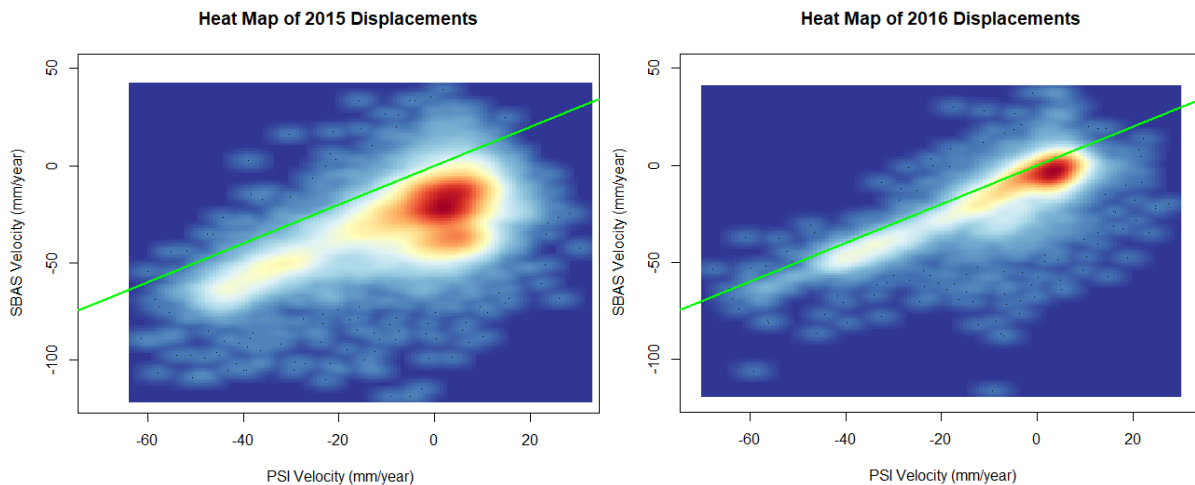 Heat Map of 2015 Displacements
50
0
-50
-100
SBAS Velocity (mm/year)
-60 -40 -20 0 20
PSI Velocity (mm/year)
Heat Map of 2016 Displacements
50
0
-50
-100
SBAS Velocity (mm/year)
-60 -40 -20 0 20
PSI Velocity (mm/year)